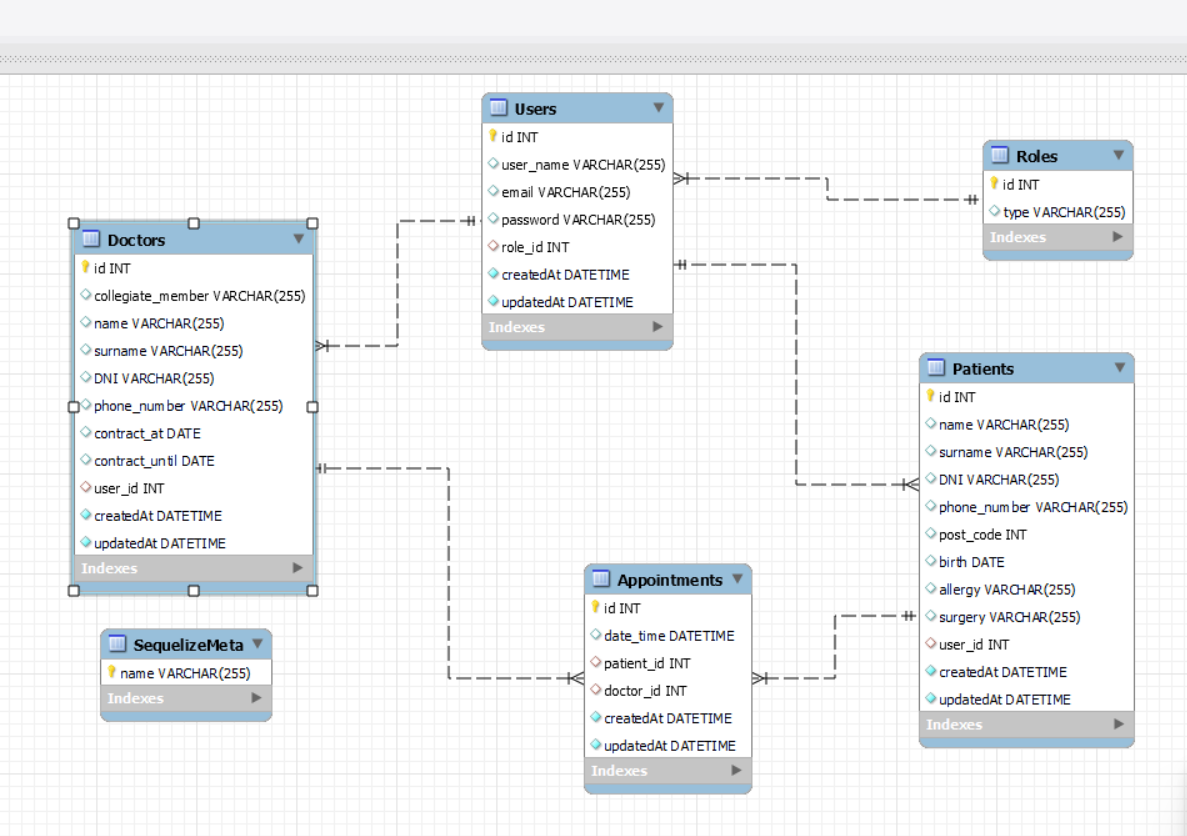 Users
id INT
user_name VARCHAR(255)
email VARCHAR(255)
password VARCHAR(255)
role_id INT
createdAt DATETIME
updatedAt DATETIME
Indexes
Roles
id INT
type VARCHAR(255)
Indexes
Doctors
id INT
collegiate_member VARCHAR(255)
name VARCHAR(255)
surname VARCHAR(255)
DNI VARCHAR(255)
phone_number VARCHAR(255)
contract_at DATE
contract_until DATE
user_id INT
createdAt DATETIME
updatedAt DATETIME
Indexes
Patients
id INT
name VARCHAR(255)
surname VARCHAR(255)
DNI VARCHAR(255)
phone_number VARCHAR(255)
post_code INT
birth DATE
allergy VARCHAR(255)
surgery VARCHAR(255)
user_id INT
createdAt DATETIME
updatedAt DATETIME
Indexes
Appointments
id INT
date_time DATETIME
patient_id INT
doctor_id INT
createdAt DATETIME
updatedAt DATETIME
Indexes
SequelizeMeta
name VARCHAR(255)
Indexes